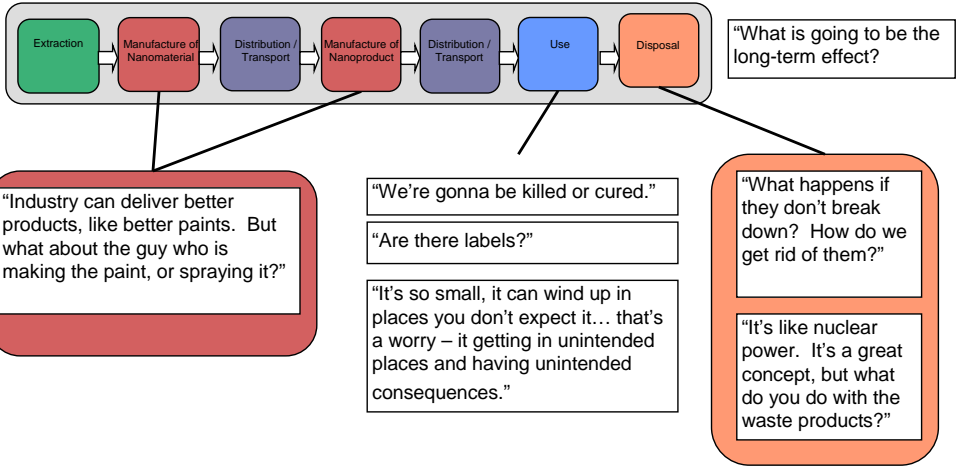 Extraction
Manufacture of
Nanomaterial
Distribution /
Transport
Manufacture of
Nanoproduct
Distribution /
Transport
Use
Disposal
“What is going to be the
long-term effect?
“Industry can deliver better
products, like better paints.  But
what about the guy who is
making the paint, or spraying it?”
“We’re gonna be killed or cured.”
“Are there labels?”
“It’s so small, it can wind up in
places you don’t expect it… that’s
a worry – it getting in unintended
places and having unintended
consequences.”
“What happens if
they don’t break
down?  How do we
get rid of them?”
“It’s like nuclear
power.  It’s a great
concept, but what
do you do with the
waste products?”